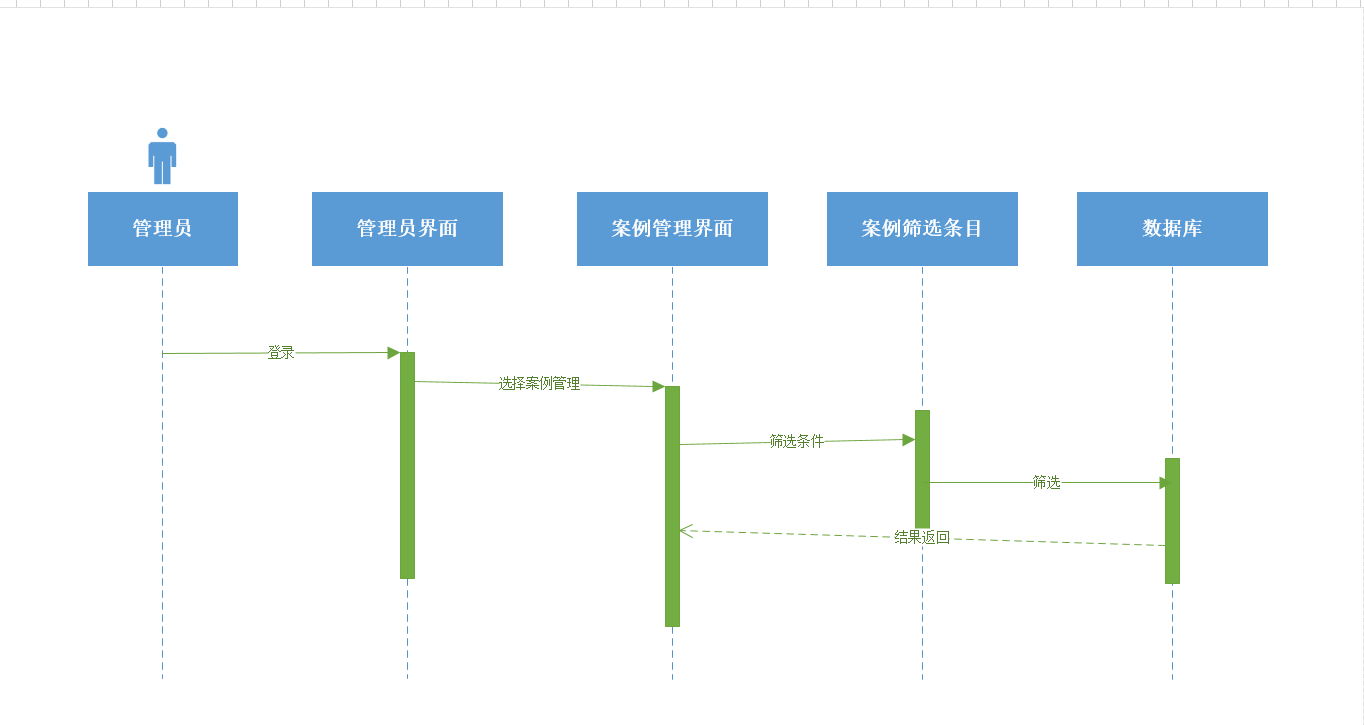 管理员
管理员界面
案例管理界面
案例筛选条目
数据库
登录
选择案例管理
筛选条件
筛选
结果返回